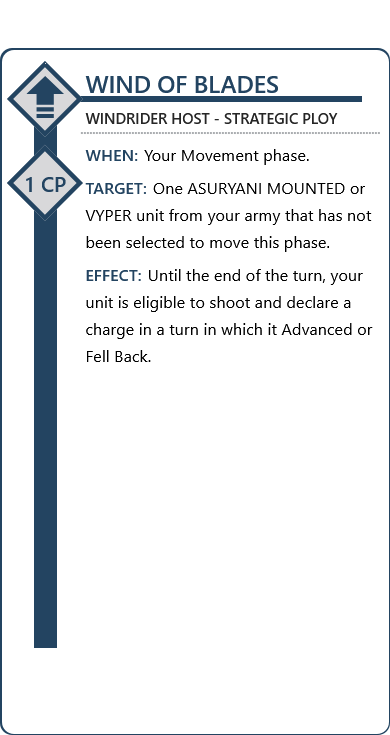 WIND OF BLADES
WINDRIDER HOST - STRATEGIC PLOY
1 CP
WHEN: Your Movement phase.
TARGET: One ASURYANI MOUNTED or
VYPER unit from your army that has not
been selected to move this phase.
EFFECT: Until the end of the turn, your
unit is eligible to shoot and declare a
charge in a turn in which it Advanced or
Fell Back.